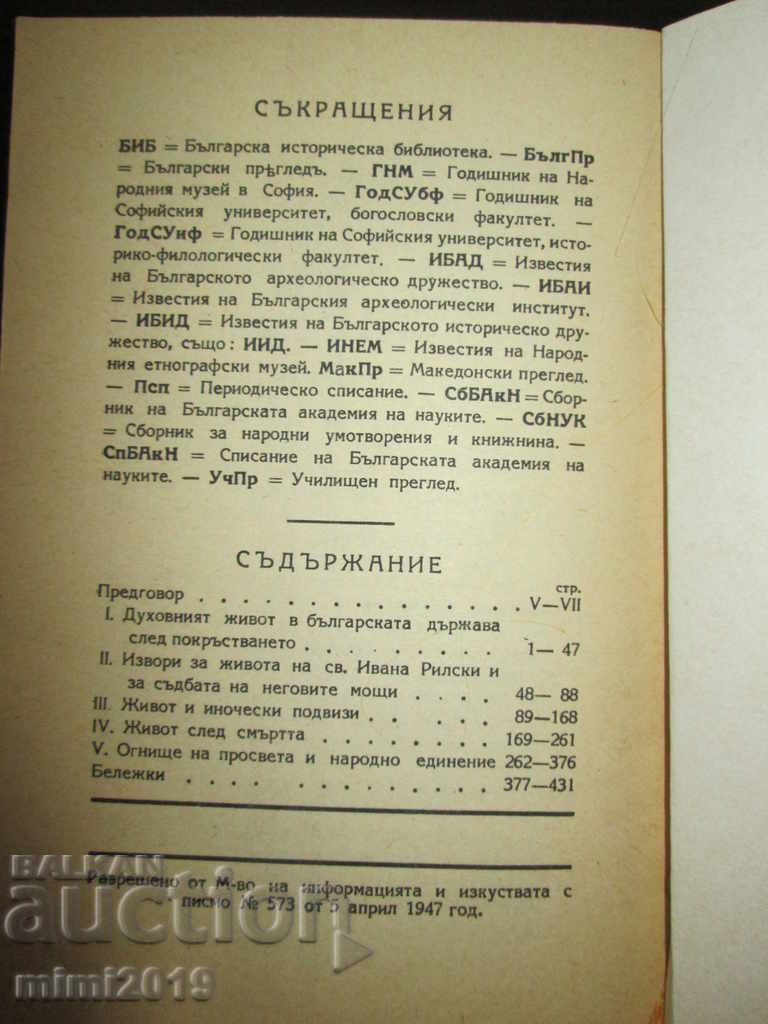 СЪКРАЩЕНИЯ
БИБ = Българска историческа библиотека. — БългПр
= Български прѣгледъ. — ГНМ = Годишник на На-
родния музей в София. — ГодСУбф = Годишник на
Софийския университет, богословски факултет. —
ГодСУиф = Годишник на Софийския университет, исто-
рико-филологически факултет. — ИБАД = Известия
на Българското археологическо дружество. — ИБАИ
= Известия на Българския археологически институт.
— ИБИД = Известия на Българското историческо дру-
жество, също: ИИД. — ИНЕМ = Известия на Народ-
ния етнографски музей. МакПр = Македонски преглед.
— Псп = Периодическо списание. — СбБАкН = Сбор-
ник на Българската академия на науките. — СбНУК
= Сборник за народни умотворения и книжнина. —
СпБАкН = Списание на Българската академия на
науките. — УчПр = Училищен преглед.
СЪДЪРЖАНИЕ
стр.
Предговор . . . . . . . . . . . . . . V—VII
I. Духовният живот в българската държава
след покръстването . . . . . . . . . 1— 47
II. Извори за живота на св. Ивана Рилски и
за съдбата на неговите мощи . . . . 48— 88
III. Живот и иночески подвизи . . . . . . 89—168
IV. Живот след смъртта . . . . . . . . 169—261
V. Огнище на просвета и народно единение 262—376
Бележки . . . . . . . . . . . . . 377—431
Разрешено от М-во на информацията и изкуствата с
писмо № 573 от 5 април 1947 год.
BALKAN
auction
mimi2019